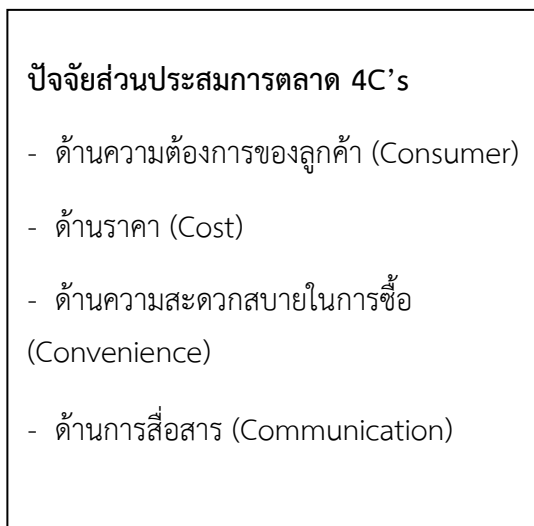 ปัจจัยส่วนประสมการตลาด 4C’s
- ด้านความต้องการของลูกค้า (Consumer)
- ด้านราคา (Cost)
- ด้านความสะดวกสบายในการซื้อ
(Convenience)
- ด้านการสื่อสาร (Communication)